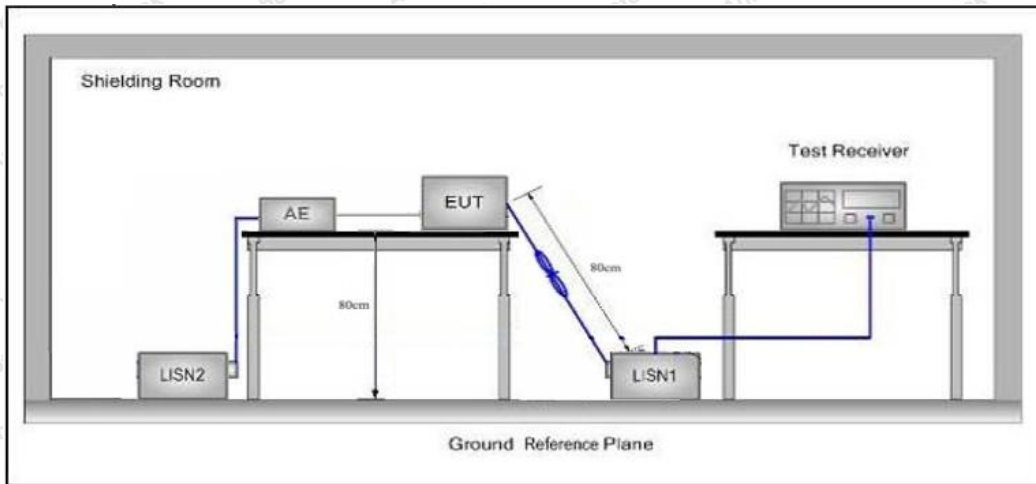 Shielding Room
Test Receiver
AE
EUT
80cm
80cm
LISN2
LISN1
Ground Reference Plane